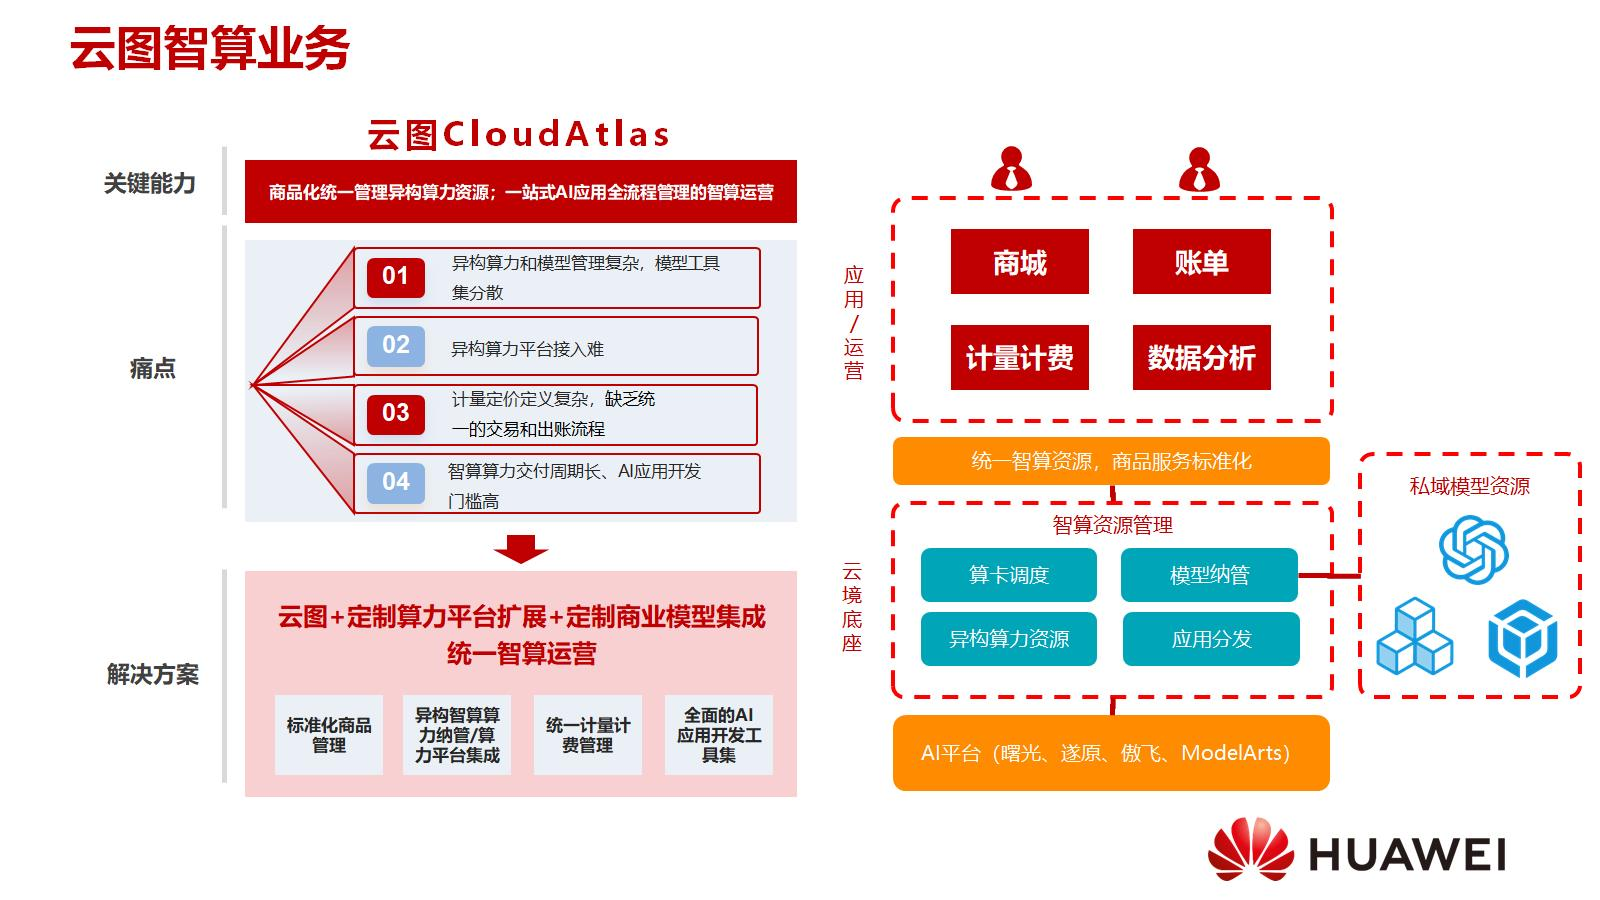 云图智算业务
云图CloudAtlas
关键能力
商品化统一管理异构算力资源；一站式AI应用全流程管理的智算运营
痛点
01
异构算力和模型管理复杂，模型工具
集分散
02
异构算力平台接入难
03
计量定价定义复杂，缺乏统
一的交易和出账流程
04
智算算力交付周期长、AI应用开发
门槛高
解决方案
云图+定制算力平台扩展+定制商业模型集成
统一智算运营
标准化商品
管理
异构智算算
力纳管/算
力平台集成
统一计量计
费管理
全面的AI
应用开发工
具集
应用/运营
商城
账单
计量计费
数据分析
统一智算资源，商品服务标准化
云境底座
智算资源管理
算卡调度
模型纳管
异构算力资源
应用分发
私域模型资源
AI平台（曙光、遂原、傲飞、ModelArts）
HUAWEI